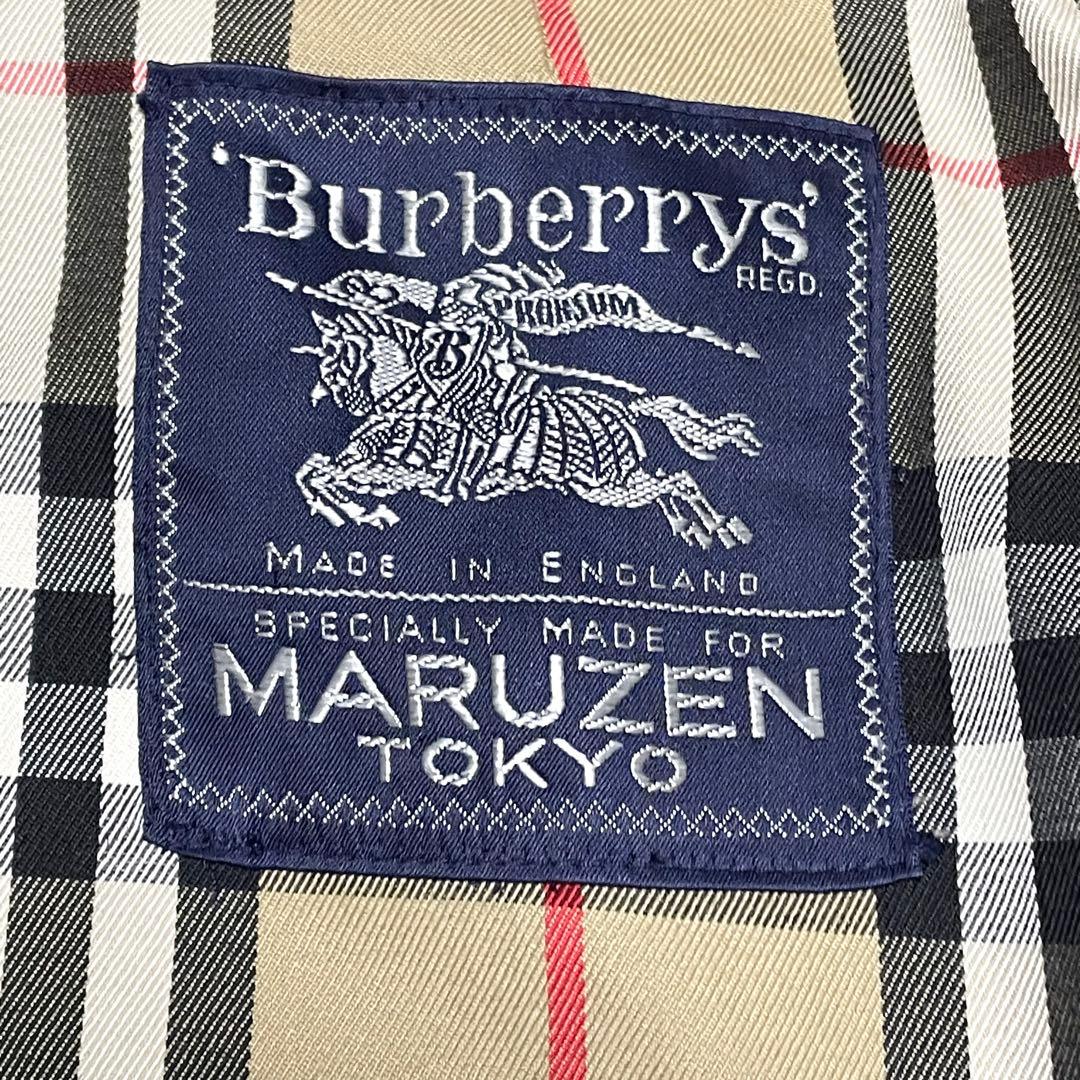 'Burberrys'
REGD.
PRORSUM
B
MADE IN ENGLAND
SPECIALLY MADE FOR
MARUZEN
TOKYO